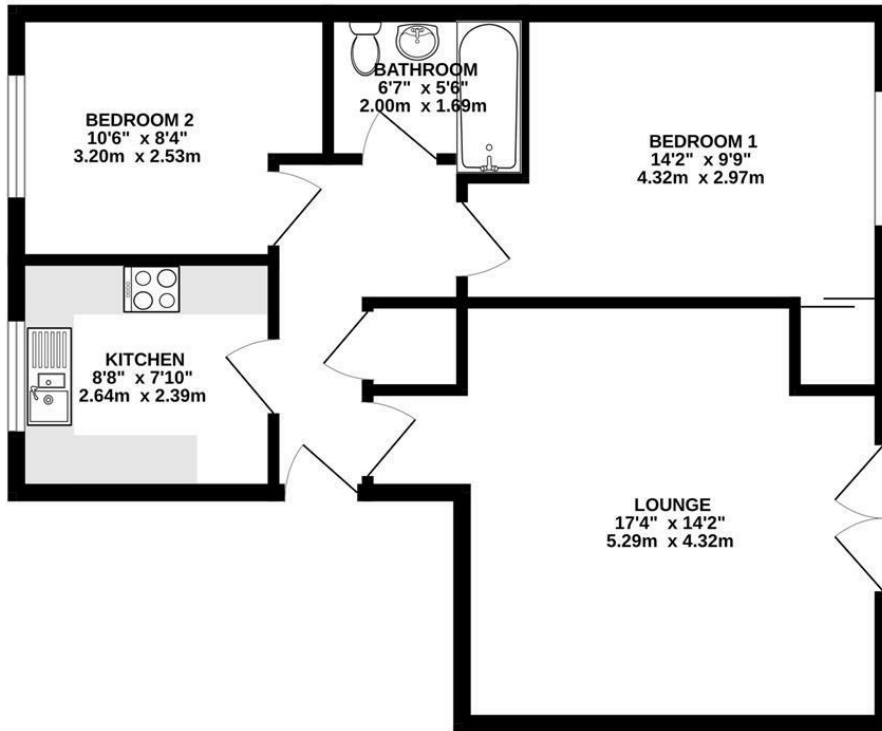 BATHROOM
6'7" x 5'6"
2.00m x 1.69m
BEDROOM 2
10'6" x 8'4"
3.20m x 2.53m
BEDROOM 1
14'2" x 9'9"
4.32m x 2.97m
KITCHEN
8'8" x 7'10"
2.64m x 2.39m
LOUNGE
17'4" x 14'2"
5.29m x 4.32m